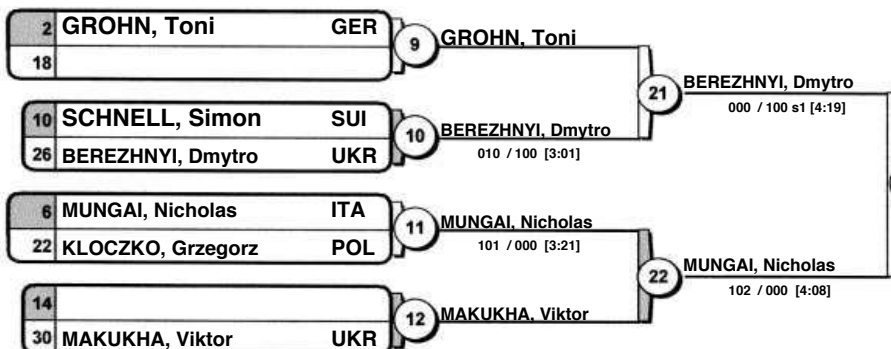 2 GROHN, Toni GER
18
9
GROHN, Toni
10 SCHNELL, Simon SUI
26 BEREZHNYI, Dmytro UKR
10
BEREZHNYI, Dmytro
010 / 100 [3:01]
21
BEREZHNYI, Dmytro
000 / 100 s1 [4:19]
6 MUNGAI, Nicholas ITA
22 KLOCZKO, Grzegorz POL
11
MUNGAI, Nicholas
101 / 000 [3:21]
14
30 MAKUKHA, Viktor UKR
12
MAKUKHA, Viktor
22
MUNGAI, Nicholas
102 / 000 [4:08]